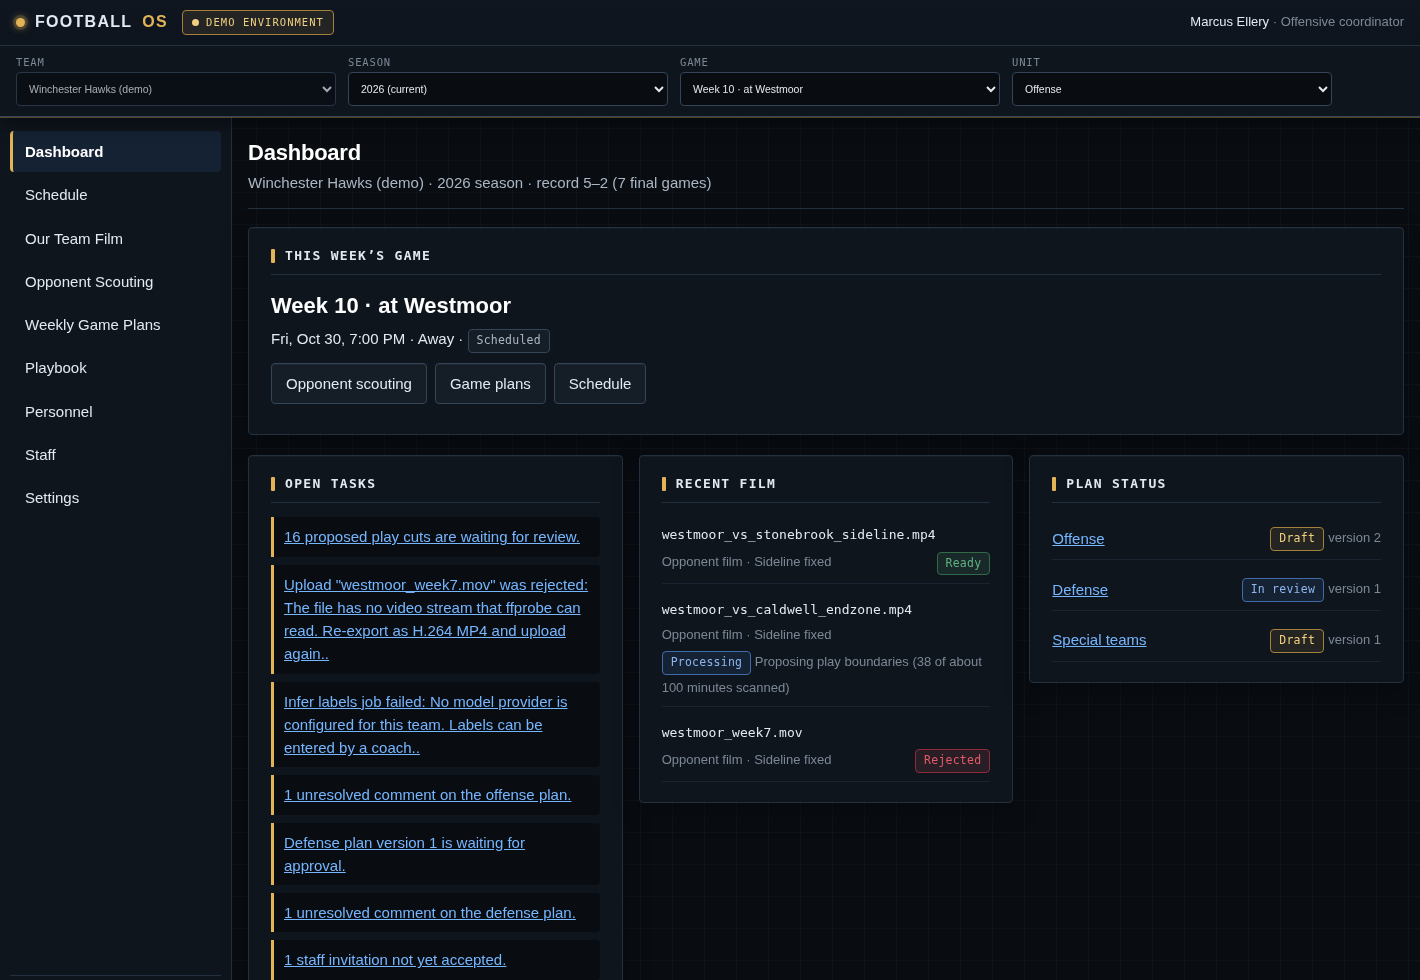 FOOTBALL OS
DEMO ENVIRONMENT
Marcus Ellery · Offensive coordinator
TEAM
SEASON
GAME
UNIT
Winchester Hawks (demo)
2026 (current)
Week 10 · at Westmoor
Offense
Dashboard
Schedule
Our Team Film
Opponent Scouting
Weekly Game Plans
Playbook
Personnel
Staff
Settings
Dashboard
Winchester Hawks (demo) · 2026 season · record 5–2 (7 final games)
THIS WEEK’S GAME
Week 10 · at Westmoor
Fri, Oct 30, 7:00 PM · Away · Scheduled
Opponent scouting
Game plans
Schedule
OPEN TASKS
16 proposed play cuts are waiting for review.
Upload "westmoor_week7.mov" was rejected:
The file has no video stream that ffprobe can
read. Re-export as H.264 MP4 and upload
again..
Infer labels job failed: No model provider is
configured for this team. Labels can be
entered by a coach..
1 unresolved comment on the offense plan.
Defense plan version 1 is waiting for
approval.
1 unresolved comment on the defense plan.
1 staff invitation not yet accepted.
RECENT FILM
westmoor_vs_stonebrook_sideline.mp4
Opponent film · Sideline fixed
Ready
westmoor_vs_caldwell_endzone.mp4
Opponent film · Sideline fixed
Processing Proposing play boundaries (38 of about
100 minutes scanned)
westmoor_week7.mov
Opponent film · Sideline fixed
Rejected
PLAN STATUS
Offense
Draft version 2
Defense
In review version 1
Special teams
Draft version 1